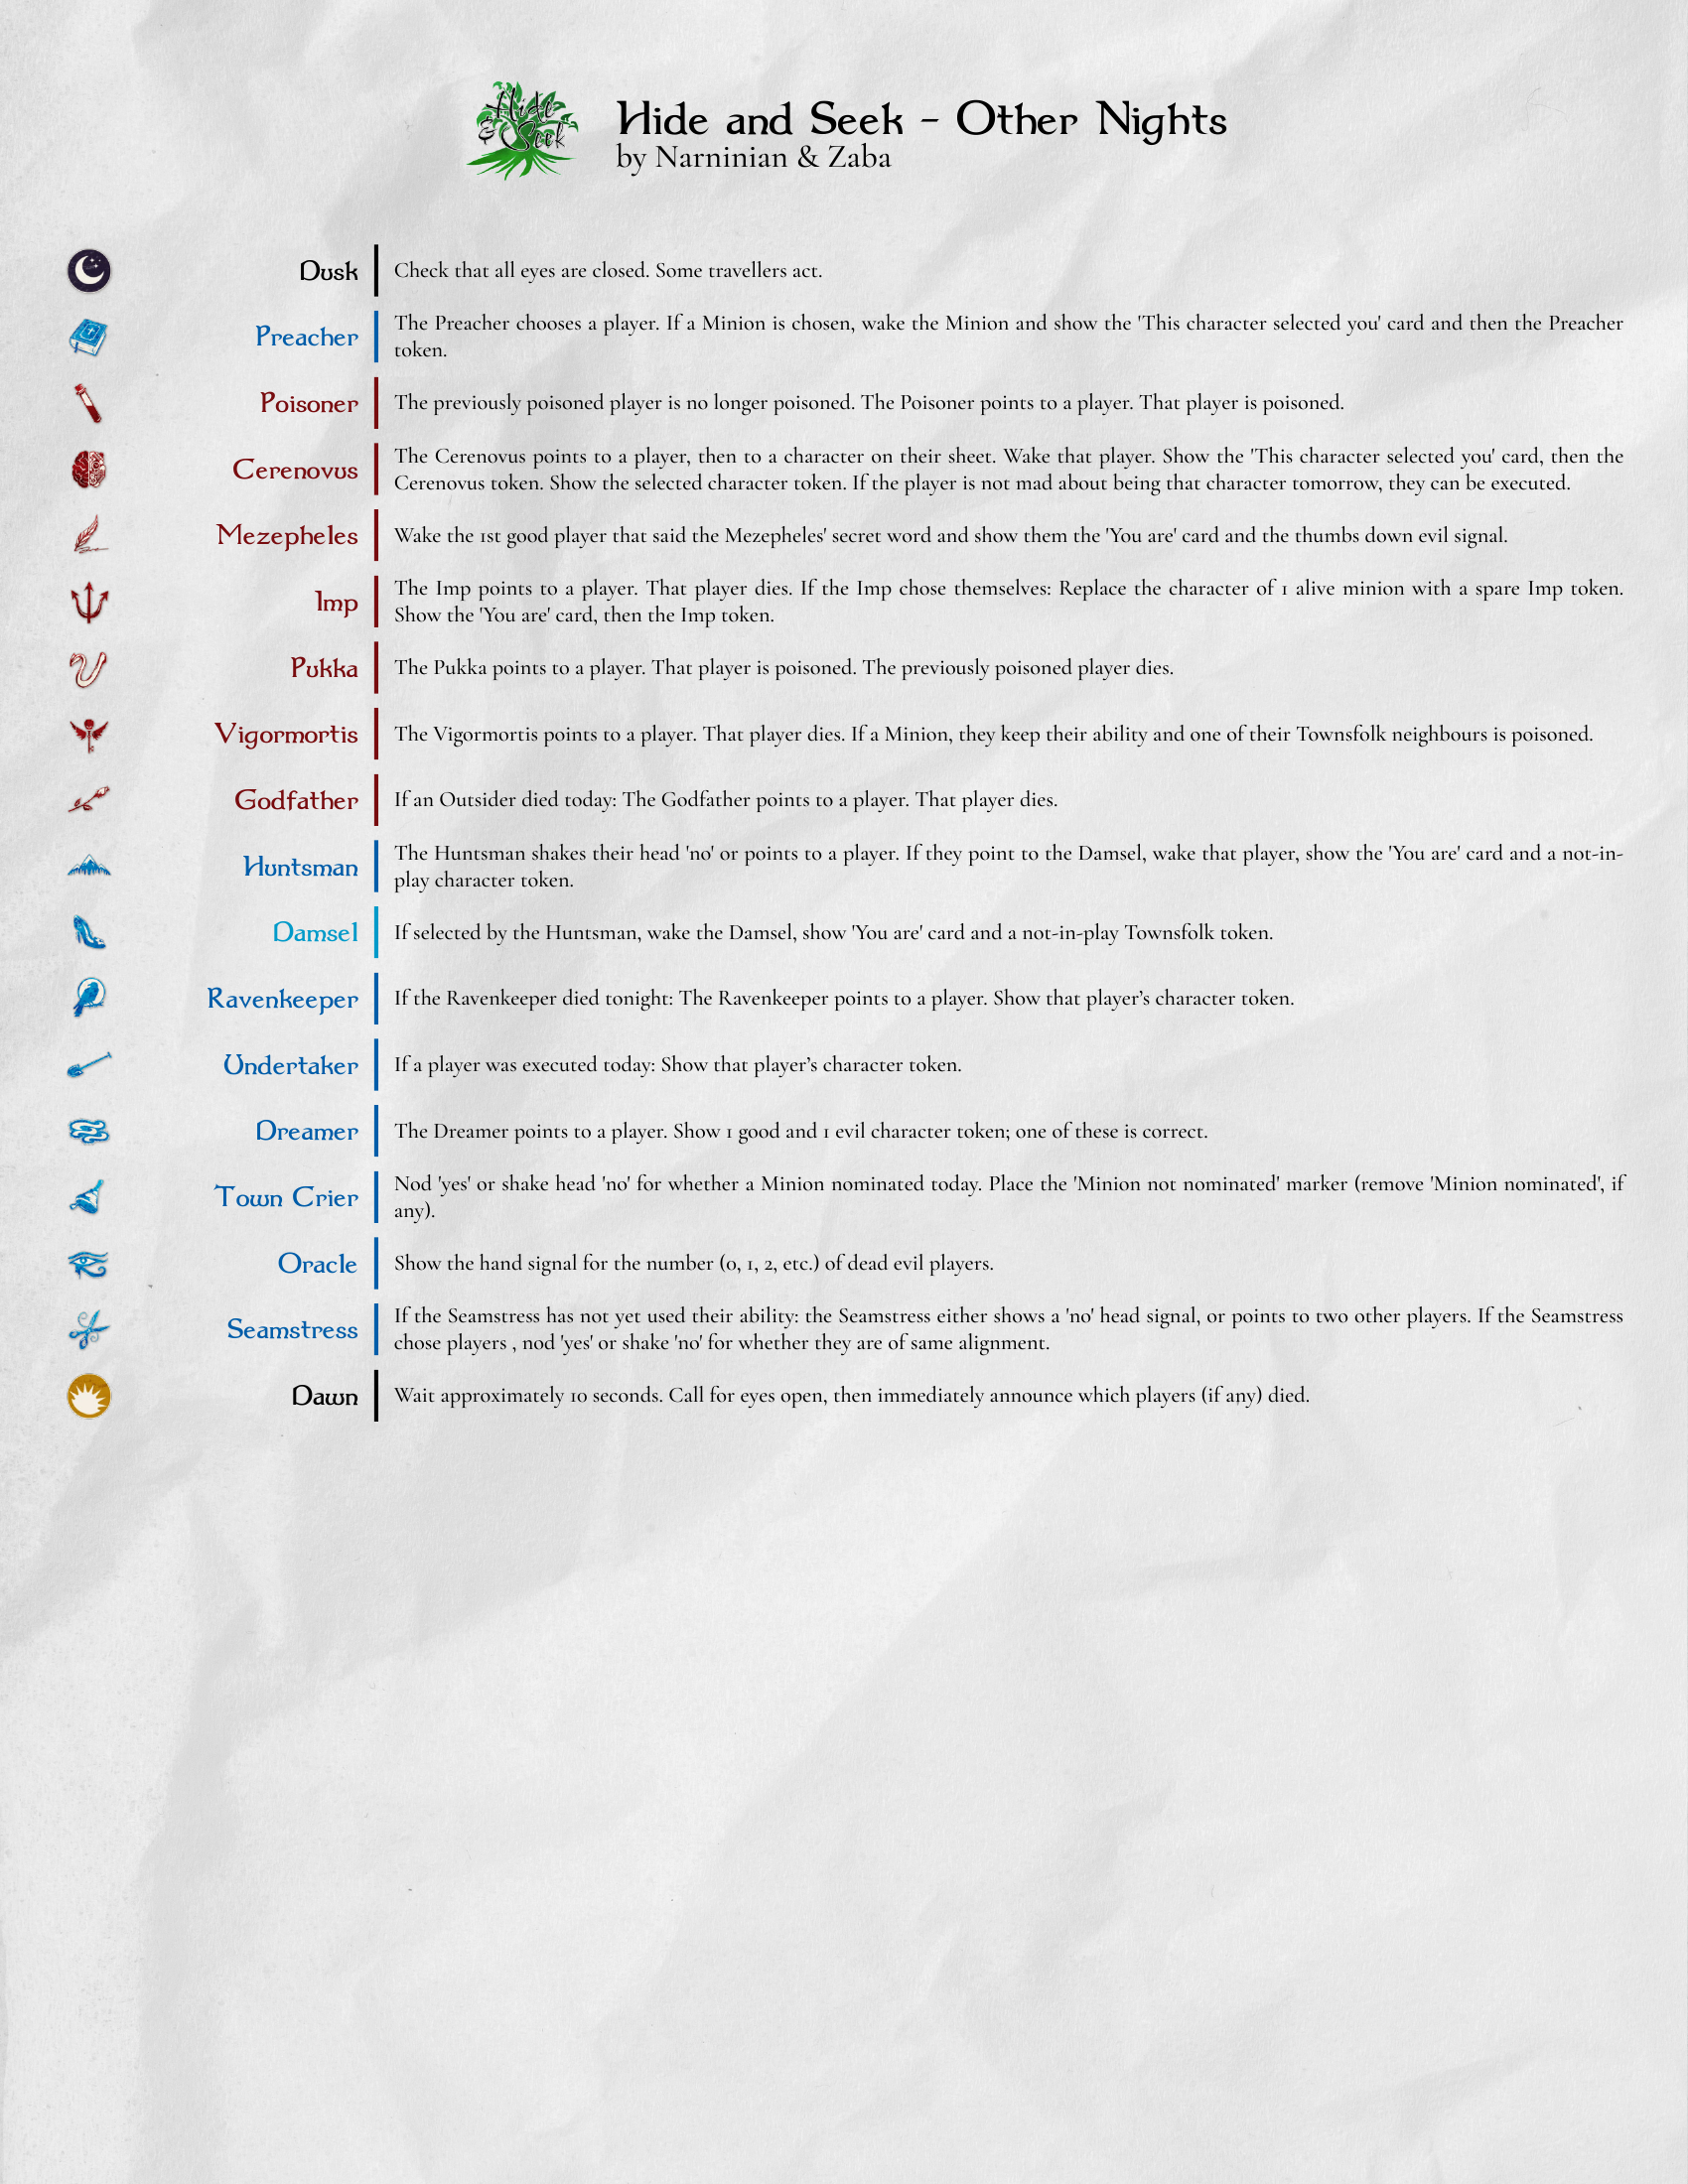 Hide & Seek
Hide and Seek - Other Nights
by Narninian & Zaba
Dusk
Check that all eyes are closed. Some travellers act.
Preacher
The Preacher chooses a player. If a Minion is chosen, wake the Minion and show the 'This character selected you' card and then the Preacher
token.
Poisoner
The previously poisoned player is no longer poisoned. The Poisoner points to a player. That player is poisoned.
Cerenovus
The Cerenovus points to a player, then to a character on their sheet. Wake that player. Show the 'This character selected you' card, then the
Cerenovus token. Show the selected character token. If the player is not mad about being that character tomorrow, they can be executed.
Mezepheles
Wake the 1st good player that said the Mezepheles' secret word and show them the 'You are' card and the thumbs down evil signal.
Imp
The Imp points to a player. That player dies. If the Imp chose themselves: Replace the character of 1 alive minion with a spare Imp token.
Show the 'You are' card, then the Imp token.
Pukka
The Pukka points to a player. That player is poisoned. The previously poisoned player dies.
Vigormortis
The Vigormortis points to a player. That player dies. If a Minion, they keep their ability and one of their Townsfolk neighbours is poisoned.
Godfather
If an Outsider died today: The Godfather points to a player. That player dies.
Huntsman
The Huntsman shakes their head 'no' or points to a player. If they point to the Damsel, wake that player, show the 'You are' card and a not-in-
play character token.
Damsel
If selected by the Huntsman, wake the Damsel, show 'You are' card and a not-in-play Townsfolk token.
Ravenkeeper
If the Ravenkeeper died tonight: The Ravenkeeper points to a player. Show that player’s character token.
Undertaker
If a player was executed today: Show that player’s character token.
Dreamer
The Dreamer points to a player. Show 1 good and 1 evil character token; one of these is correct.
Town Crier
Nod 'yes' or shake head 'no' for whether a Minion nominated today. Place the 'Minion not nominated' marker (remove 'Minion nominated', if
any).
Oracle
Show the hand signal for the number (0, 1, 2, etc.) of dead evil players.
Seamstress
If the Seamstress has not yet used their ability: the Seamstress either shows a 'no' head signal, or points to two other players. If the Seamstress
chose players , nod 'yes' or shake 'no' for whether they are of same alignment.
Dawn
Wait approximately 10 seconds. Call for eyes open, then immediately announce which players (if any) died.